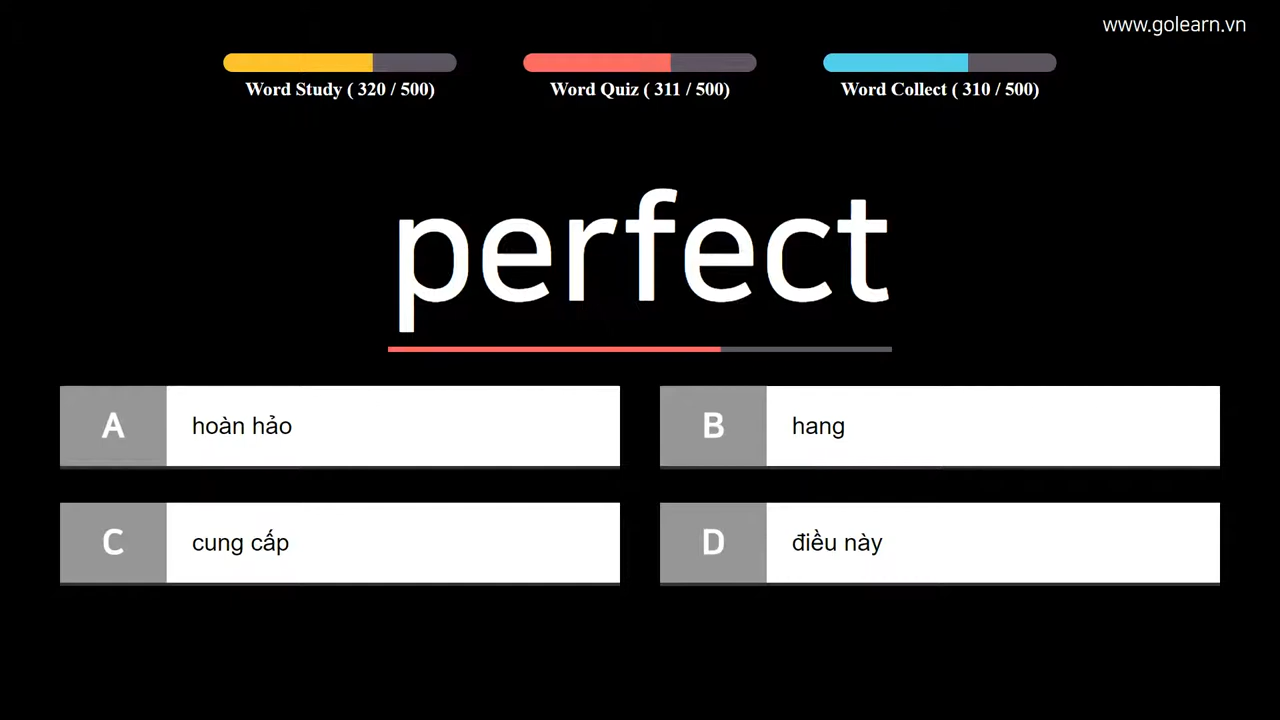 www.golearn.vn
Word Study ( 320 / 500)
Word Quiz ( 311 / 500)
Word Collect ( 310 / 500)
perfect
A hoàn hảo
B hang
C cung cấp
D điều này